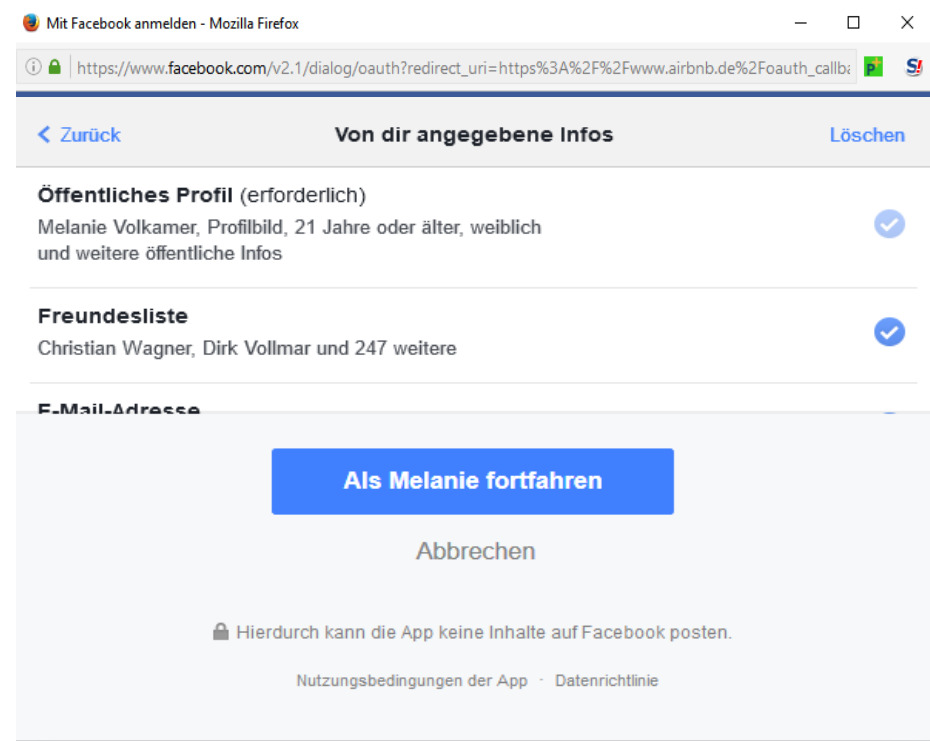 Mit Facebook anmelden - Mozilla Firefox
https://www.facebook.com/v2.1/dialog/oauth?redirect_uri=https%3A%2F%2Fwww.airbnb.de%2Foauth_callba
Zurück
Von dir angegebene Infos
Löschen
Öffentliches Profil (erforderlich)
Melanie Volkamer, Profilbild, 21 Jahre oder älter, weiblich
und weitere öffentliche Infos
Freundesliste
Christian Wagner, Dirk Vollmar und 247 weitere
E-Mail-Adresse
Als Melanie fortfahren
Abbrechen
Hierdurch kann die App keine Inhalte auf Facebook posten.
Nutzungsbedingungen der App · Datenrichtlinie